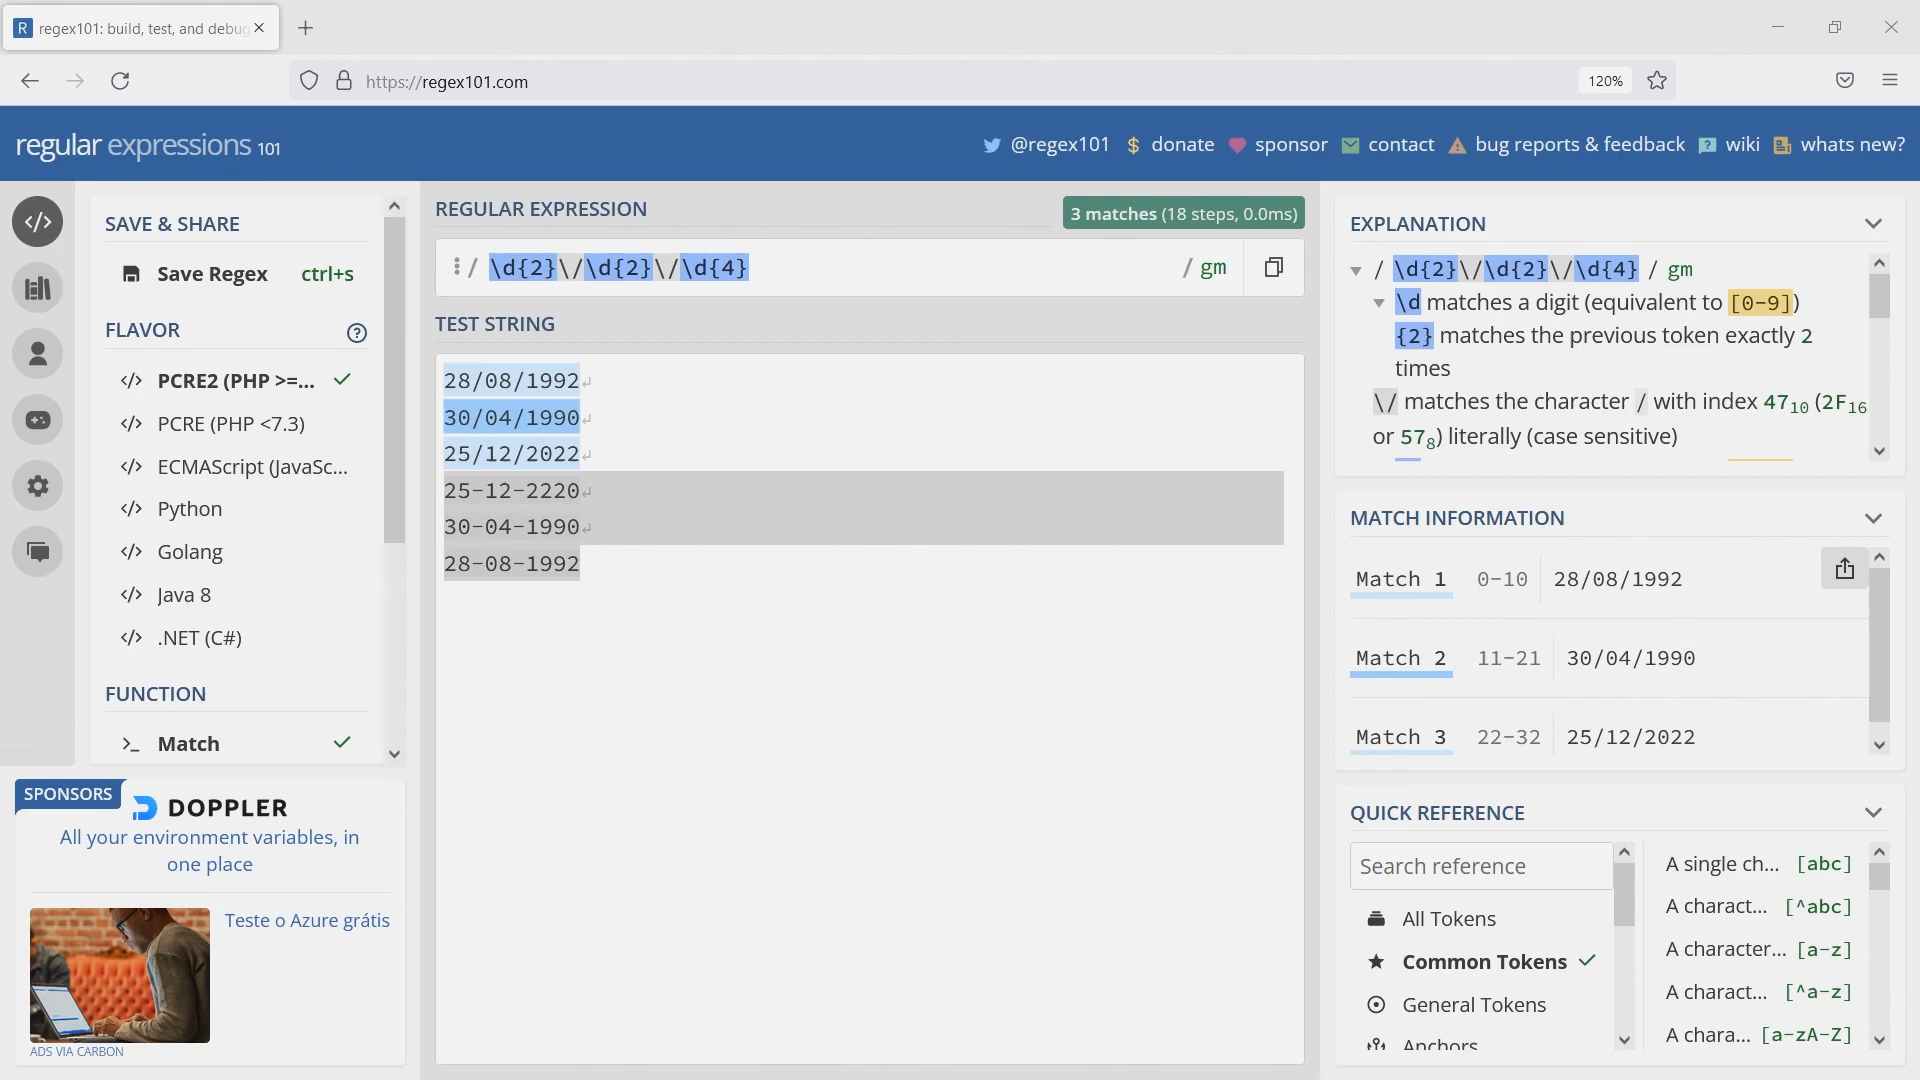 regex101: build, test, and debug
https://regex101.com
120%
regular expressions 101
@regex101
donate
sponsor
contact
bug reports & feedback
wiki
whats new?
SAVE & SHARE
Save Regex ctrl+s
FLAVOR
PCRE2 (PHP >=...
PCRE (PHP <7.3)
ECMAScript (JavaSc...
Python
Golang
Java 8
.NET (C#)
FUNCTION
Match
SPONSORS
DOPPLER
All your environment variables, in
one place
Teste o Azure grátis
ADS VIA CARBON
REGULAR EXPRESSION
3 matches (18 steps, 0.0ms)
/ \d{2}\/\d{2}\/\d{4} / gm
TEST STRING
28/08/1992
30/04/1990
25/12/2022
25-12-2220
30-04-1990
28-08-1992
EXPLANATION
/ \d{2}\/\d{2}\/\d{4} / gm
\d matches a digit (equivalent to [0-9])
{2} matches the previous token exactly 2
times
\/ matches the character / with index 47₁₀ (2F₁₆
or 57₈) literally (case sensitive)
MATCH INFORMATION
Match 1 0-10 28/08/1992
Match 2 11-21 30/04/1990
Match 3 22-32 25/12/2022
QUICK REFERENCE
Search reference
All Tokens
Common Tokens
General Tokens
Anchors
A single ch... [abc]
A charact... [^abc]
A character... [a-z]
A charact... [^a-z]
A chara... [a-zA-Z]